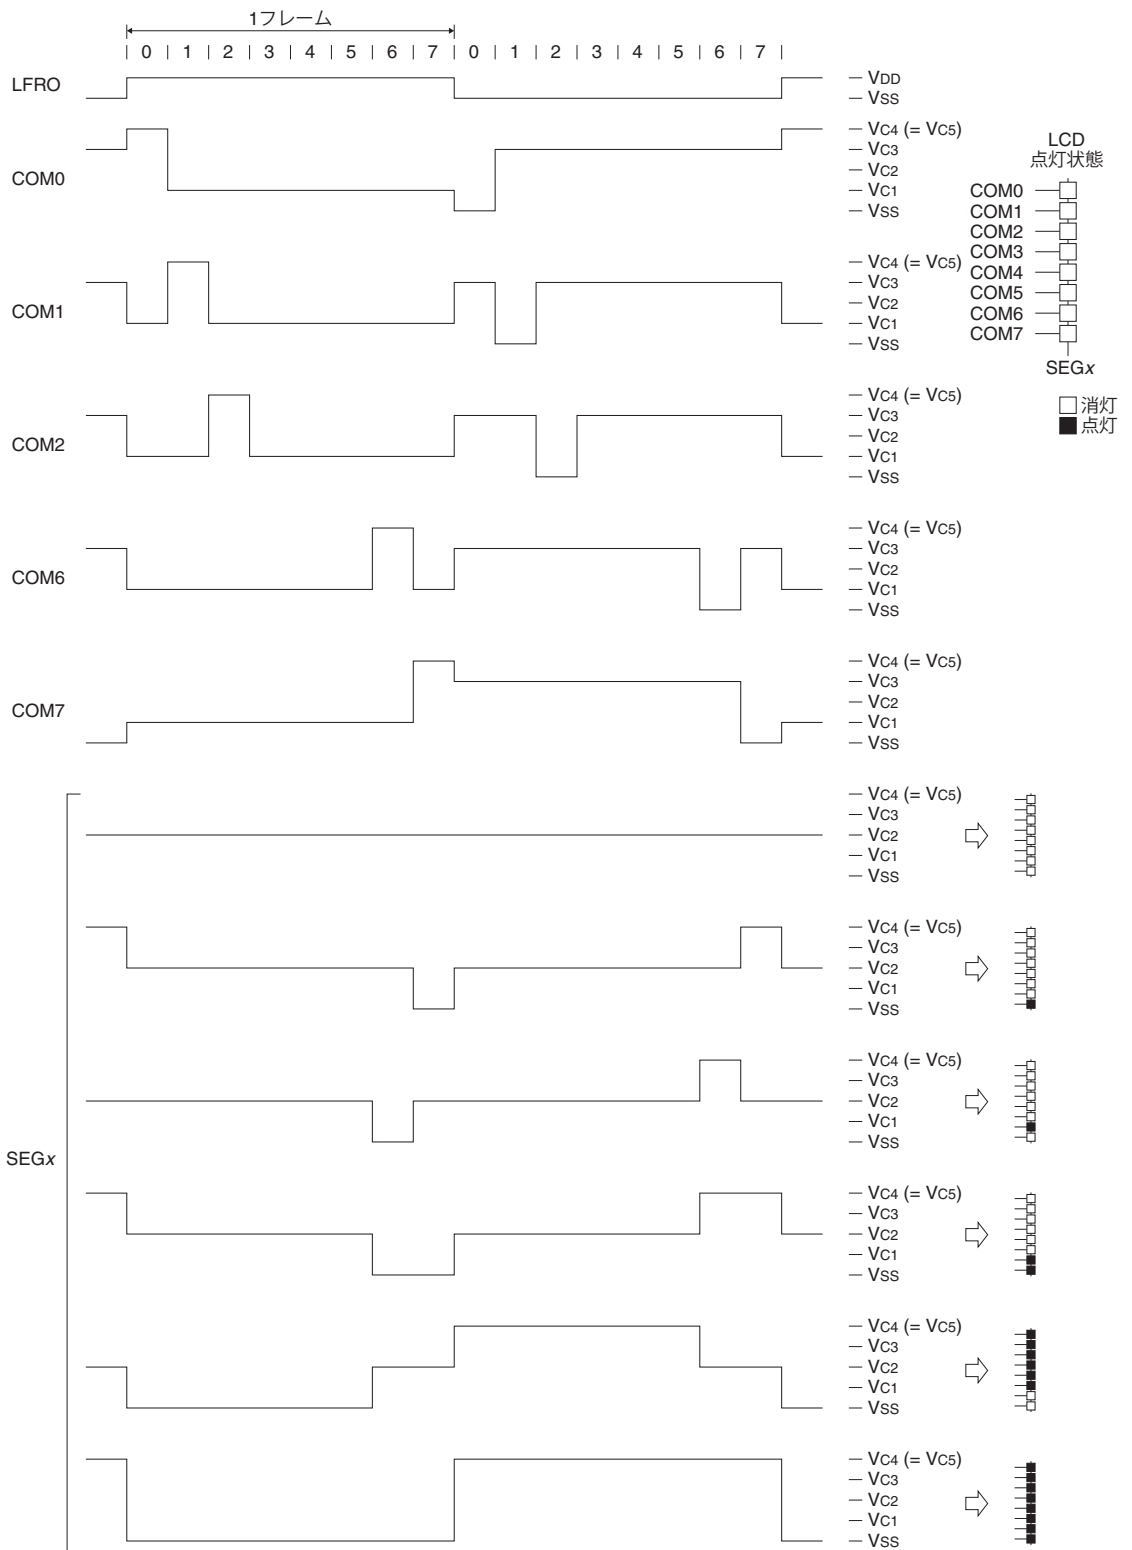 1フレーム
0 1 2 3 4 5 6 7 0 1 2 3 4 5 6 7
LFRO
VDD
VSS
COM0
VC4 (= VC5)
VC3
VC2
VC1
VSS
LCD
点灯状態
COM0
COM1
COM2
COM3
COM4
COM5
COM6
COM7
SEGx
消灯
点灯
COM1
VC4 (= VC5)
VC3
VC2
VC1
VSS
COM2
VC4 (= VC5)
VC3
VC2
VC1
VSS
COM6
VC4 (= VC5)
VC3
VC2
VC1
VSS
COM7
VC4 (= VC5)
VC3
VC2
VC1
VSS
SEGx
VC4 (= VC5)
VC3
VC2
VC1
VSS
VC4 (= VC5)
VC3
VC2
VC1
VSS
VC4 (= VC5)
VC3
VC2
VC1
VSS
VC4 (= VC5)
VC3
VC2
VC1
VSS
VC4 (= VC5)
VC3
VC2
VC1
VSS
VC4 (= VC5)
VC3
VC2
VC1
VSS